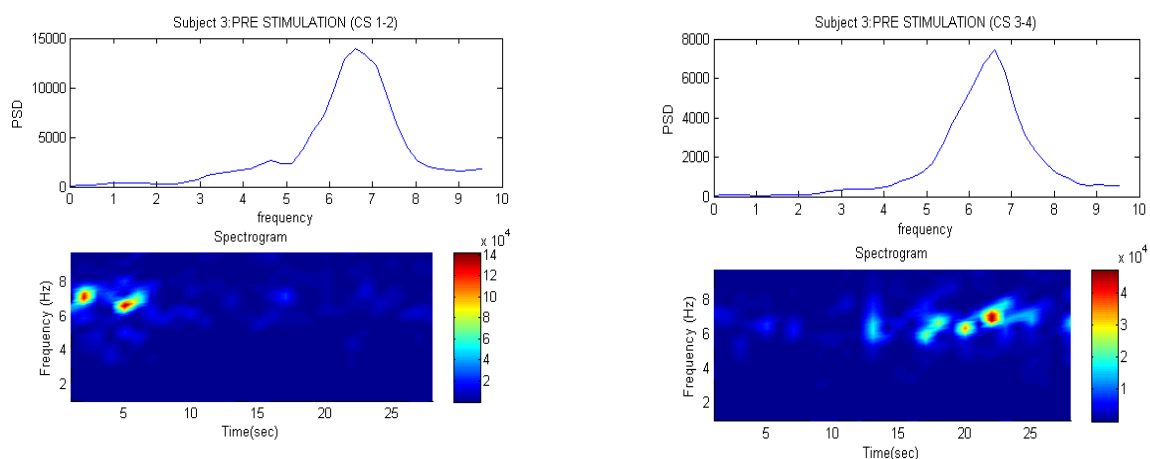 Subject 3:PRE STIMULATION (CS 1-2)
15000
10000
5000
0
PSD
0 1 2 3 4 5 6 7 8 9 10
frequency
Spectrogram
8
6
4
2
Frequency (Hz)
5 10 15 20 25
Time(sec)
x 10^4
14
12
10
8
6
4
2
Subject 3:PRE STIMULATION (CS 3-4)
8000
6000
4000
2000
0
PSD
0 1 2 3 4 5 6 7 8 9 10
frequency
Spectrogram
8
6
4
2
Frequency (Hz)
5 10 15 20 25
Time(sec)
x 10^4
4
3
2
1